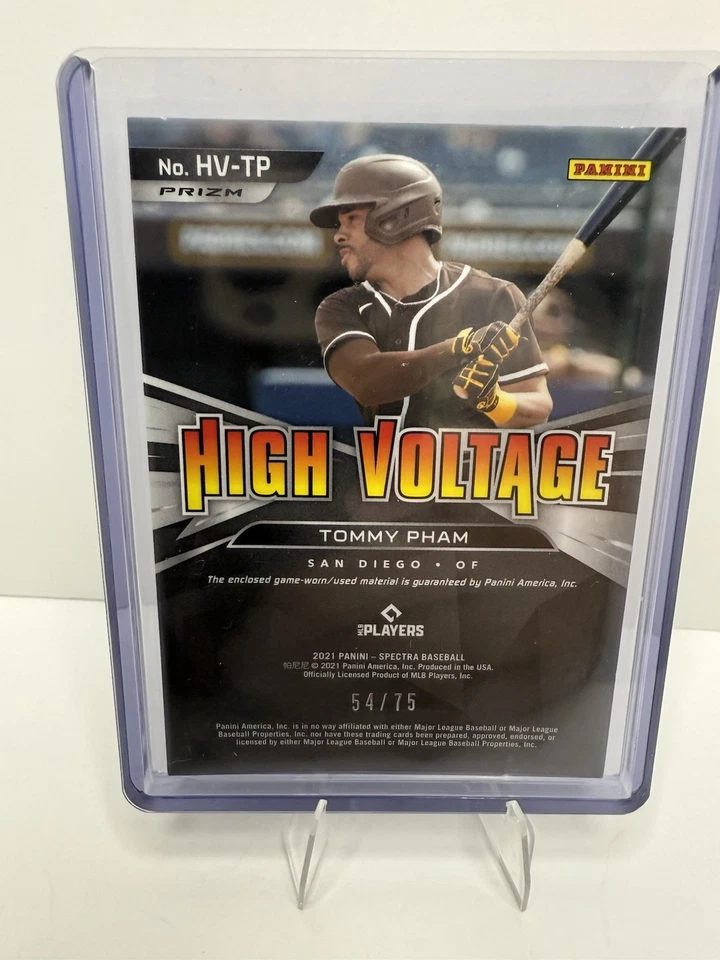 No. HV-TP
PRIZM
PANINI
HIGH VOLTAGE
TOMMY PHAM
SAN DIEGO • OF
The enclosed game-worn/used material is guaranteed by Panini America, Inc.
MLB PLAYERS
2021 PANINI – SPECTRA BASEBALL
帕尼尼 © 2021 Panini America, Inc. Produced in the USA.
Officially Licensed Product of MLB Players, Inc.
54/75
Panini America, Inc. is in no way affiliated with either Major League Baseball or Major League
Baseball Properties, Inc. nor have these trading cards been prepared, approved, endorsed, or
licensed by either Major League Baseball or Major League Baseball Properties, Inc.